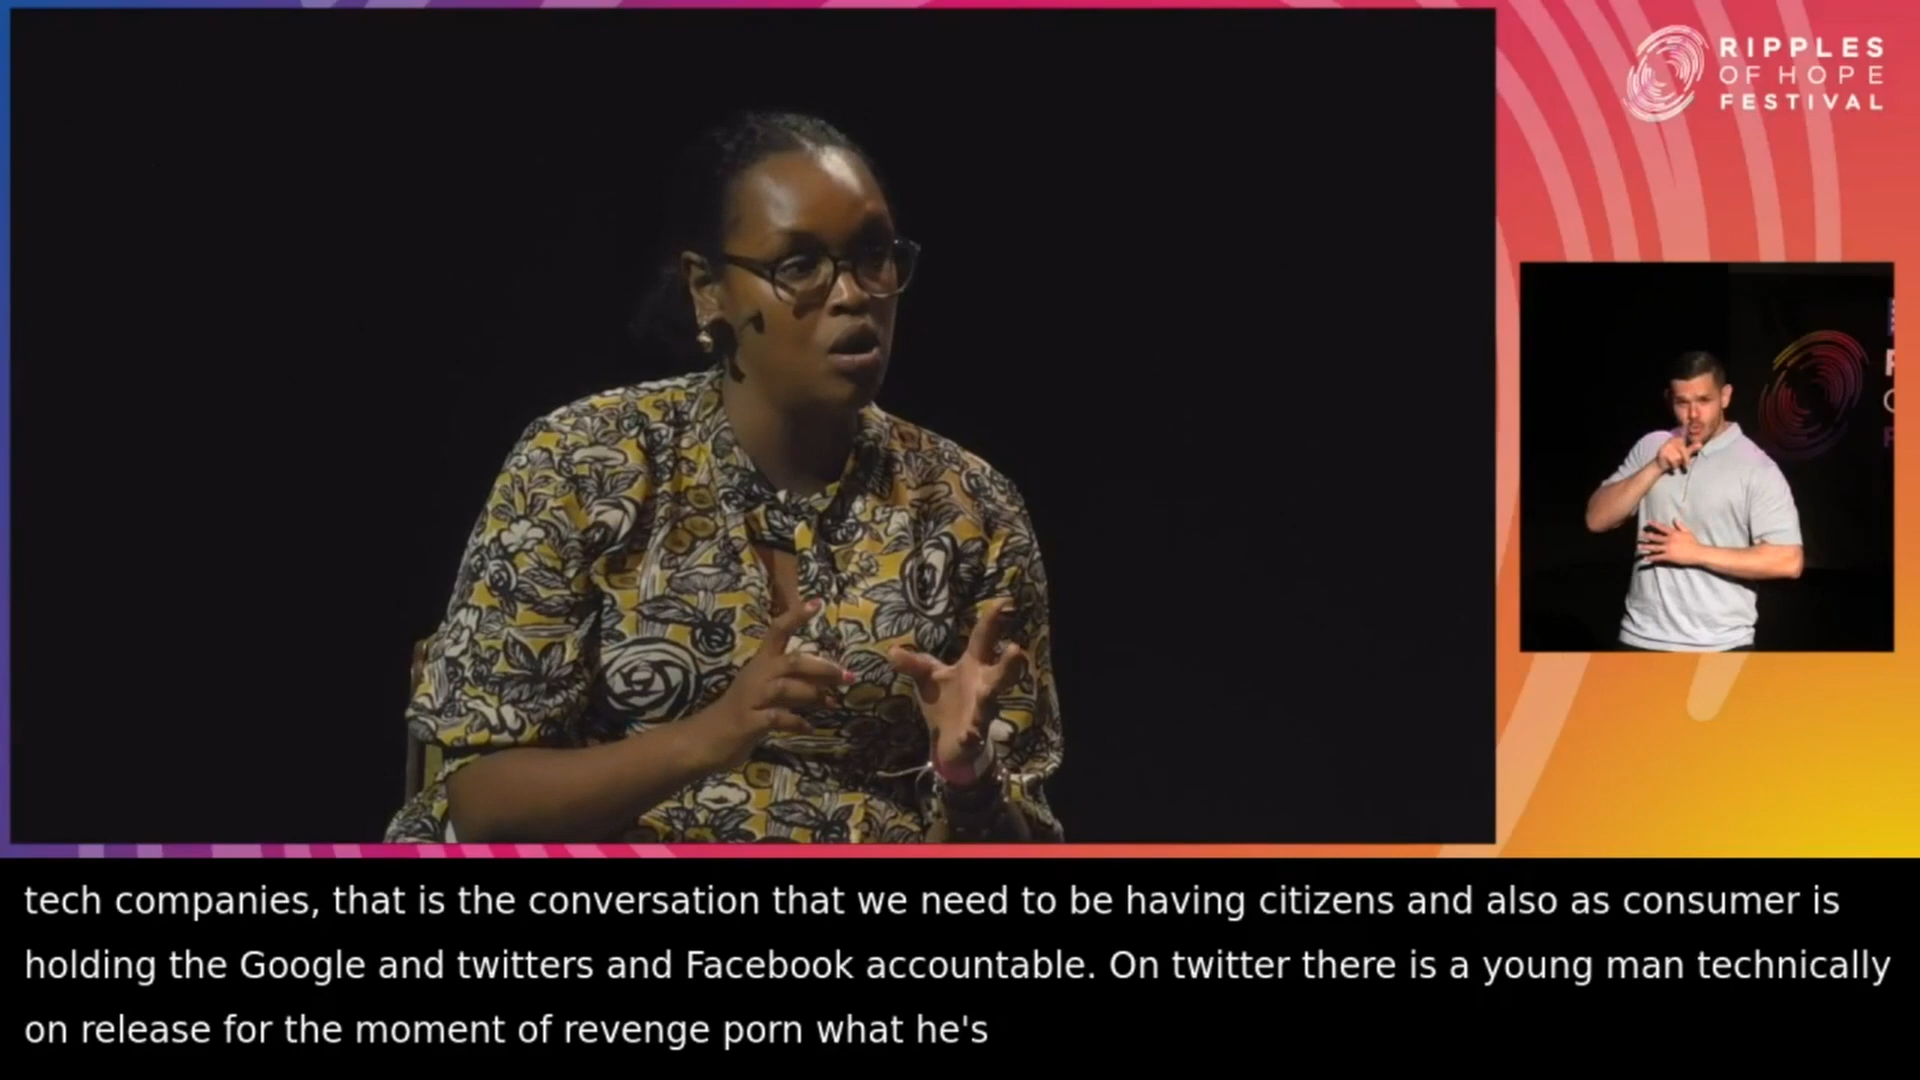 RIPPLES
OF HOPE
FESTIVAL
tech companies, that is the conversation that we need to be having citizens and also as consumer is
holding the Google and twitters and Facebook accountable. On twitter there is a young man technically
on release for the moment of revenge porn what he's